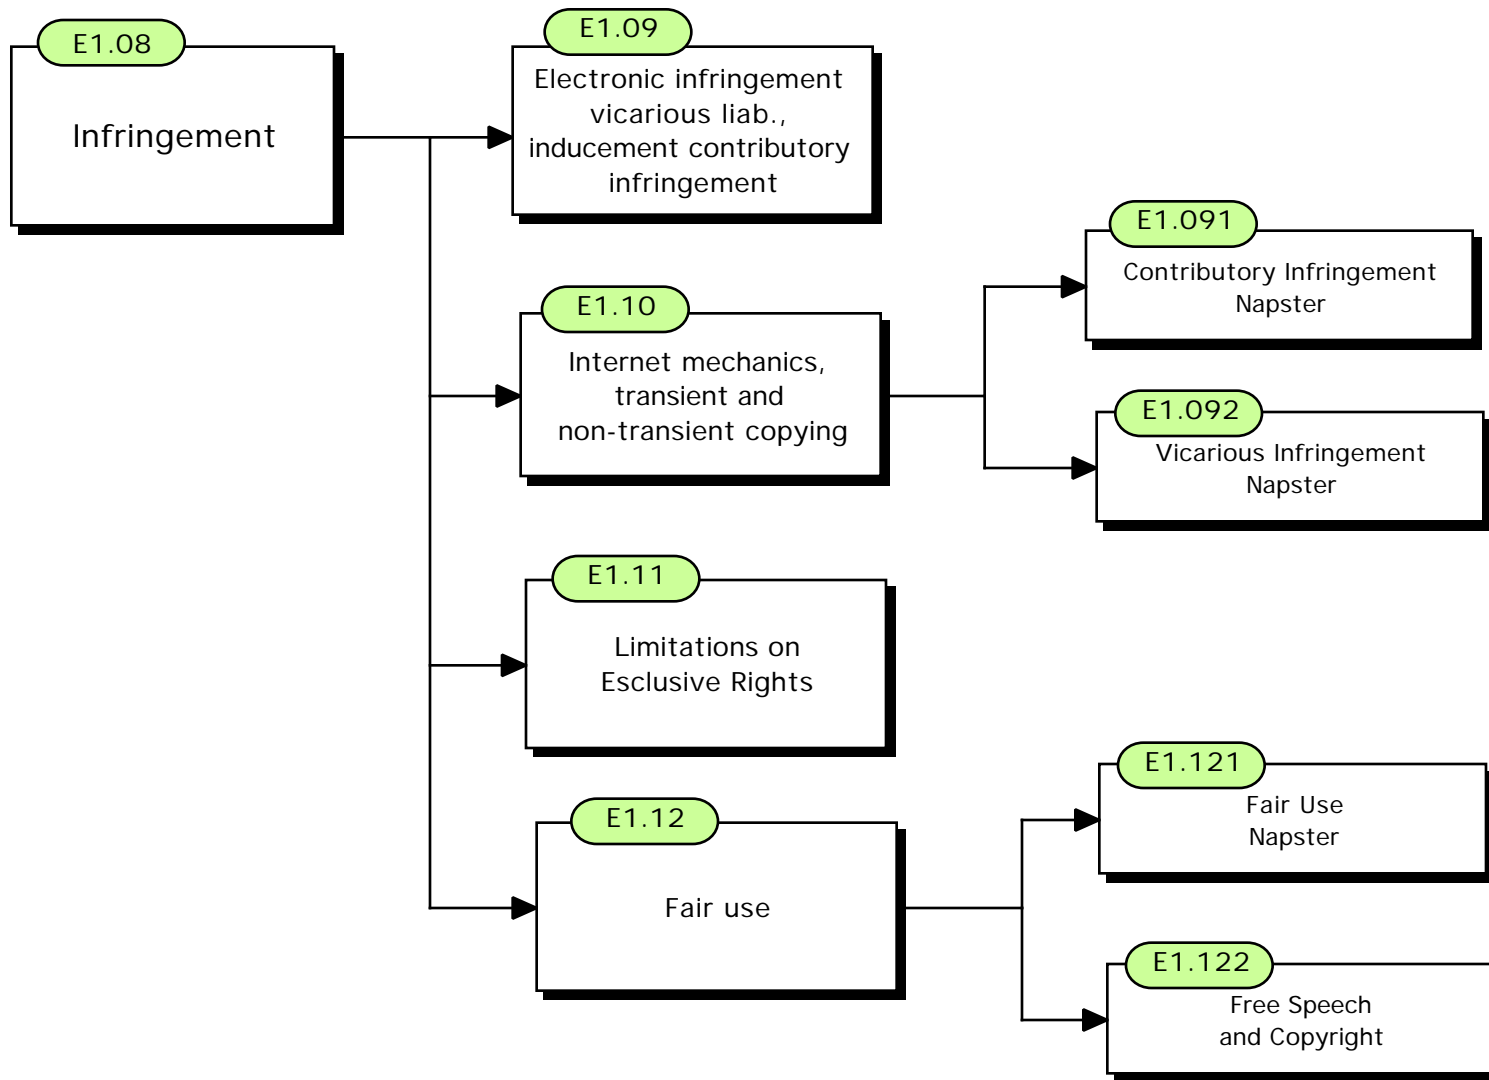 E1.08
Infringement
E1.09
Electronic infringement
vicarious liab.,
inducement contributory
infringement
E1.10
Internet mechanics,
transient and
non-transient copying
E1.091
Contributory Infringement
Napster
E1.092
Vicarious Infringement
Napster
E1.11
Limitations on
Esclusive Rights
E1.12
Fair use
E1.121
Fair Use
Napster
E1.122
Free Speech
and Copyright